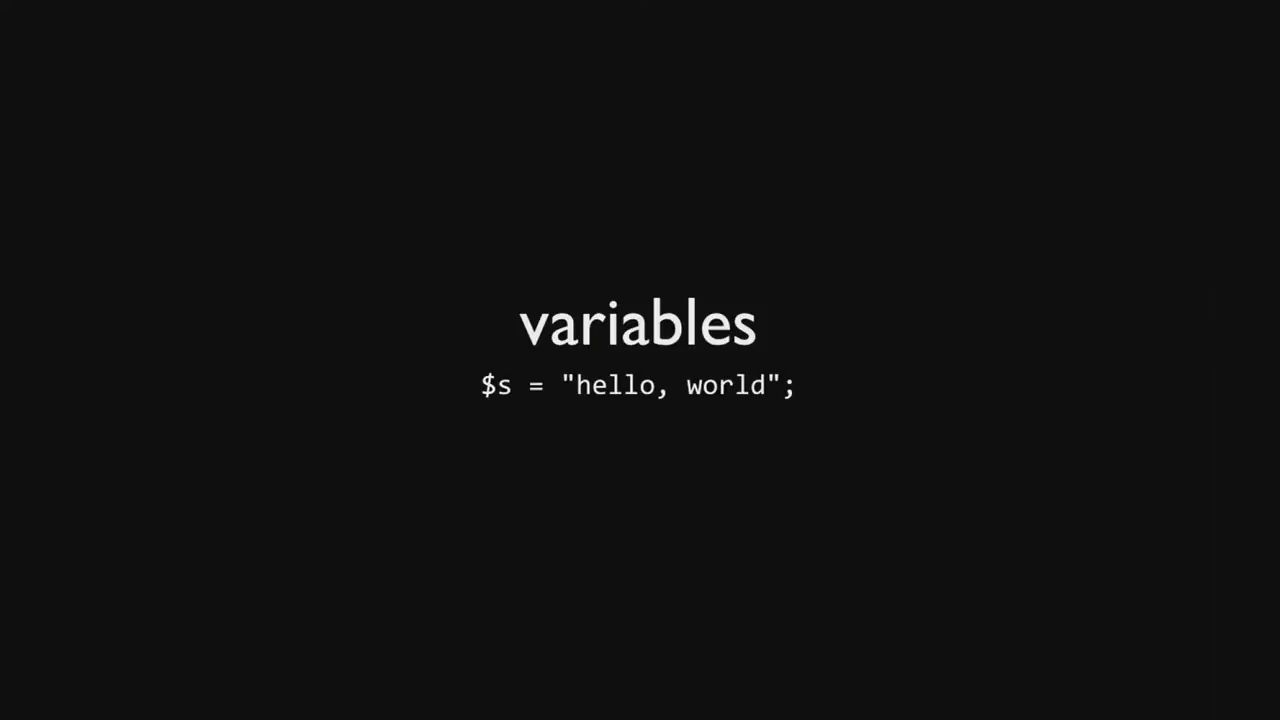 variables
$s = "hello, world";